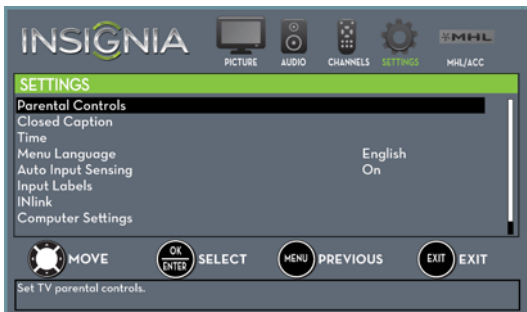 INSIGNIA
MHL
PICTURE AUDIO CHANNELS SETTINGS MHL/ACC
SETTINGS
Parental Controls
Closed Caption
Time
Menu Language English
Auto Input Sensing On
Input Labels
INlink
Computer Settings
MOVE OK ENTER SELECT MENU PREVIOUS EXIT EXIT
Set TV parental controls.